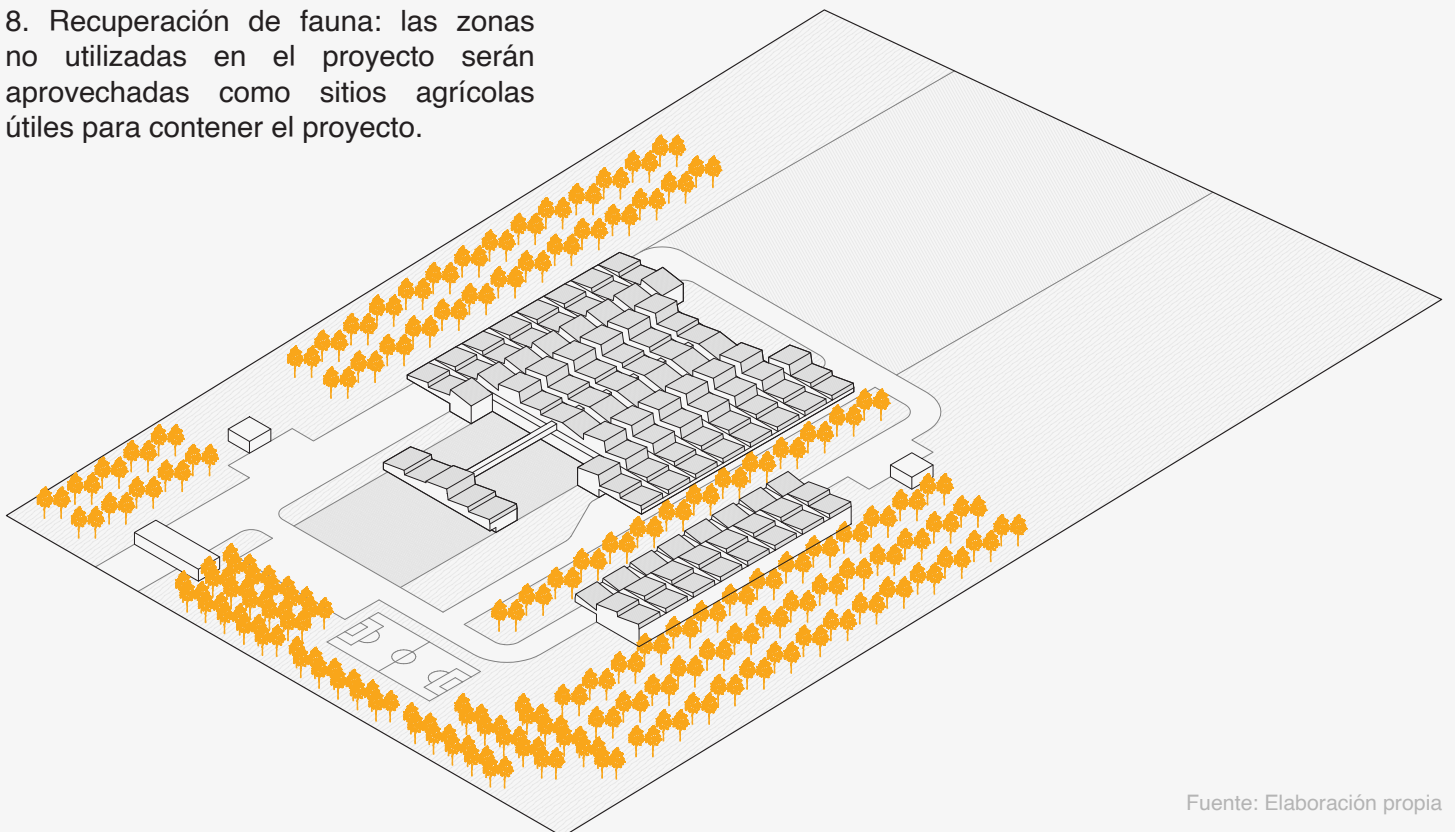 8. Recuperación de fauna: las zonas
no utilizadas en el proyecto serán
aprovechadas como sitios agrícolas
útiles para contener el proyecto.
Fuente: Elaboración propia